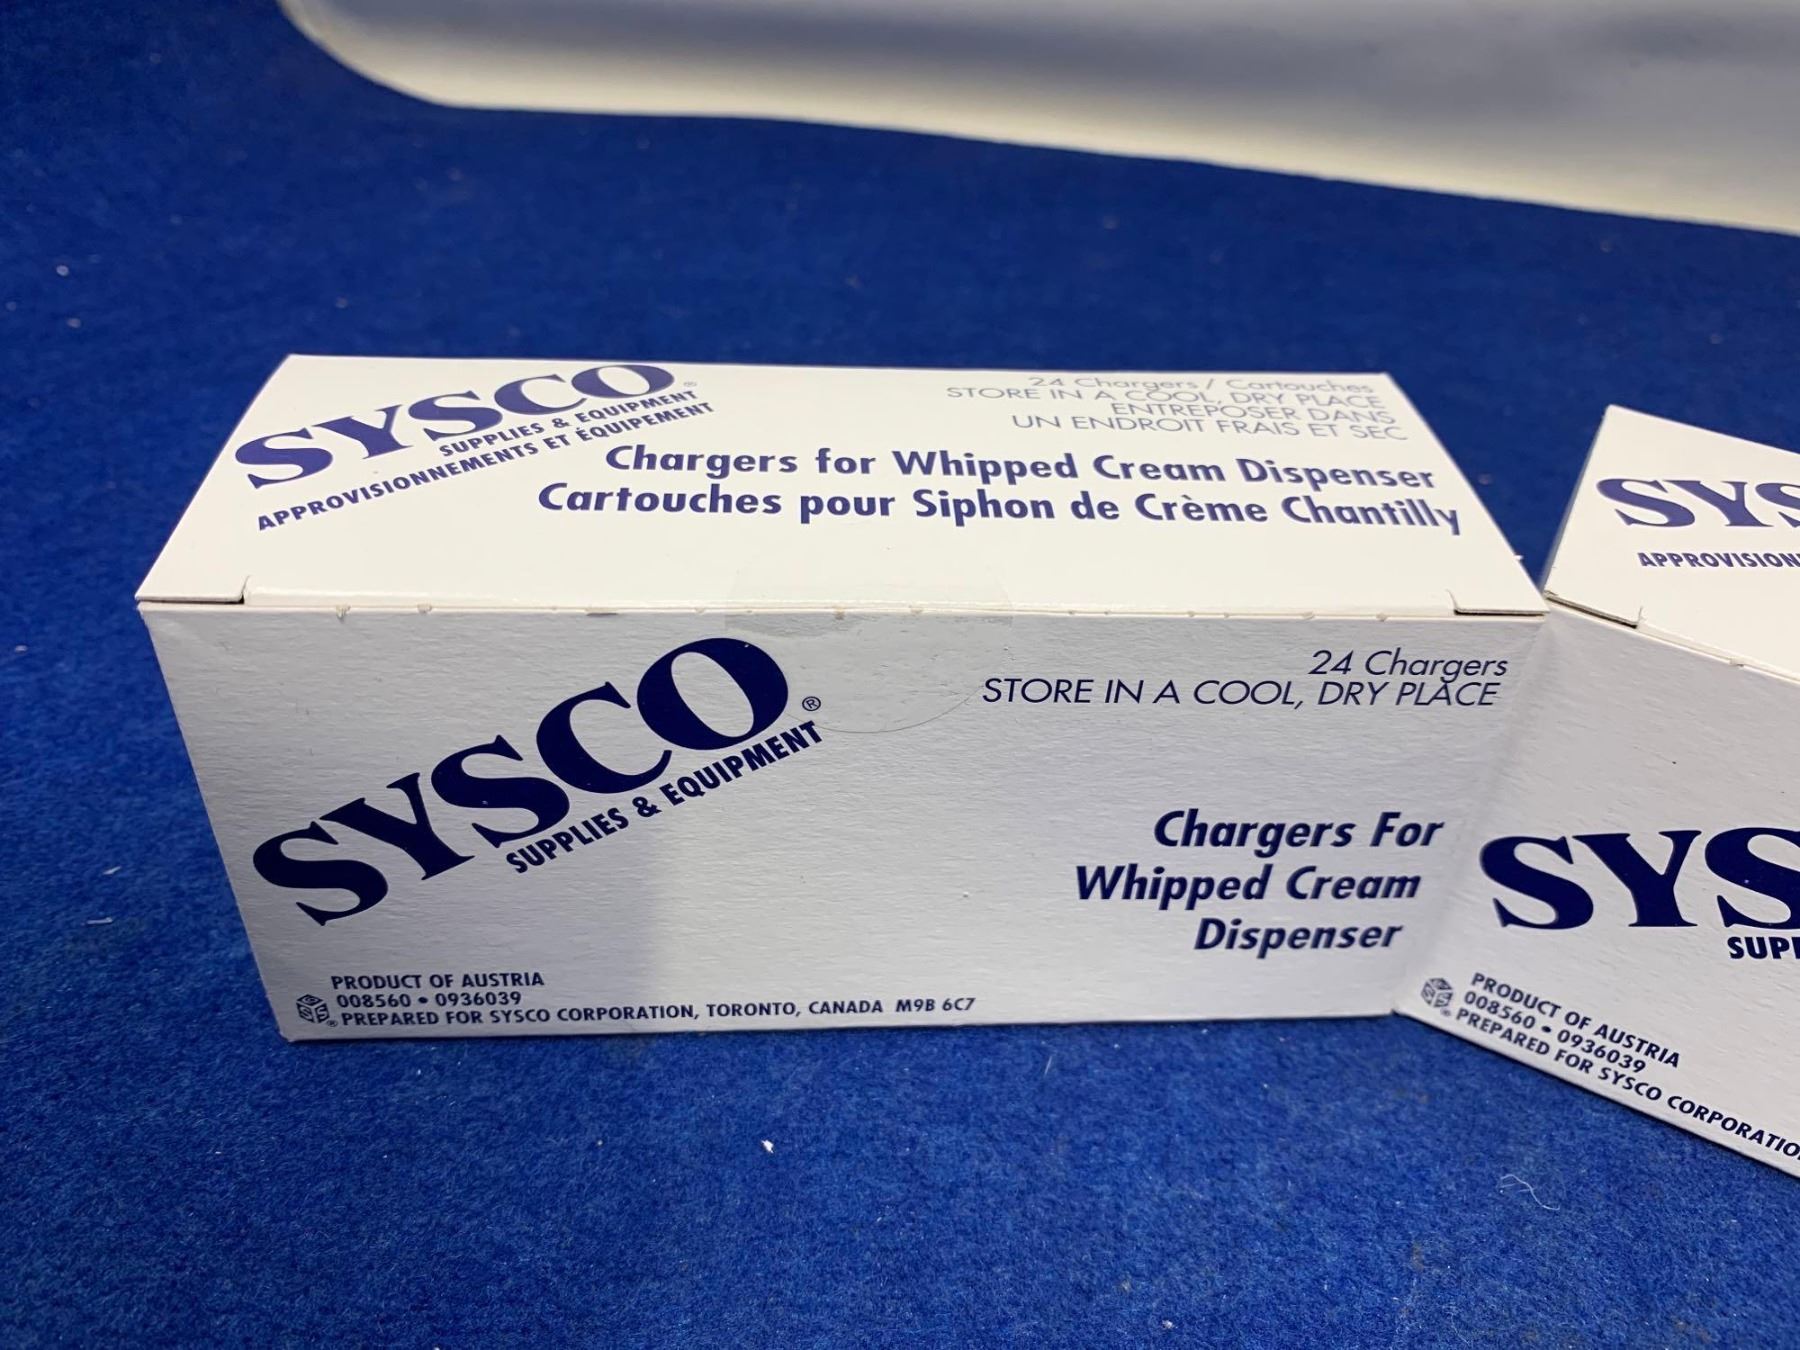 SYSCO®
SUPPLIES & EQUIPMENT
APPROVISIONNEMENTS ET ÉQUIPEMENT
24 Chargers / Cartouches
STORE IN A COOL, DRY PLACE
ENTREPOSER DANS
UN ENDROIT FRAIS ET SEC
Chargers for Whipped Cream Dispenser
Cartouches pour Siphon de Crème Chantilly
SYSCO®
SUPPLIES & EQUIPMENT
24 Chargers
STORE IN A COOL, DRY PLACE
Chargers For
Whipped Cream
Dispenser
PRODUCT OF AUSTRIA
008560 • 0936039
PREPARED FOR SYSCO CORPORATION, TORONTO, CANADA M9B 6C7
SYS
APPROVISION
SYS
SUPP
PRODUCT OF AUSTRIA
008560 • 0936039
PREPARED FOR SYSCO CORPORATIO